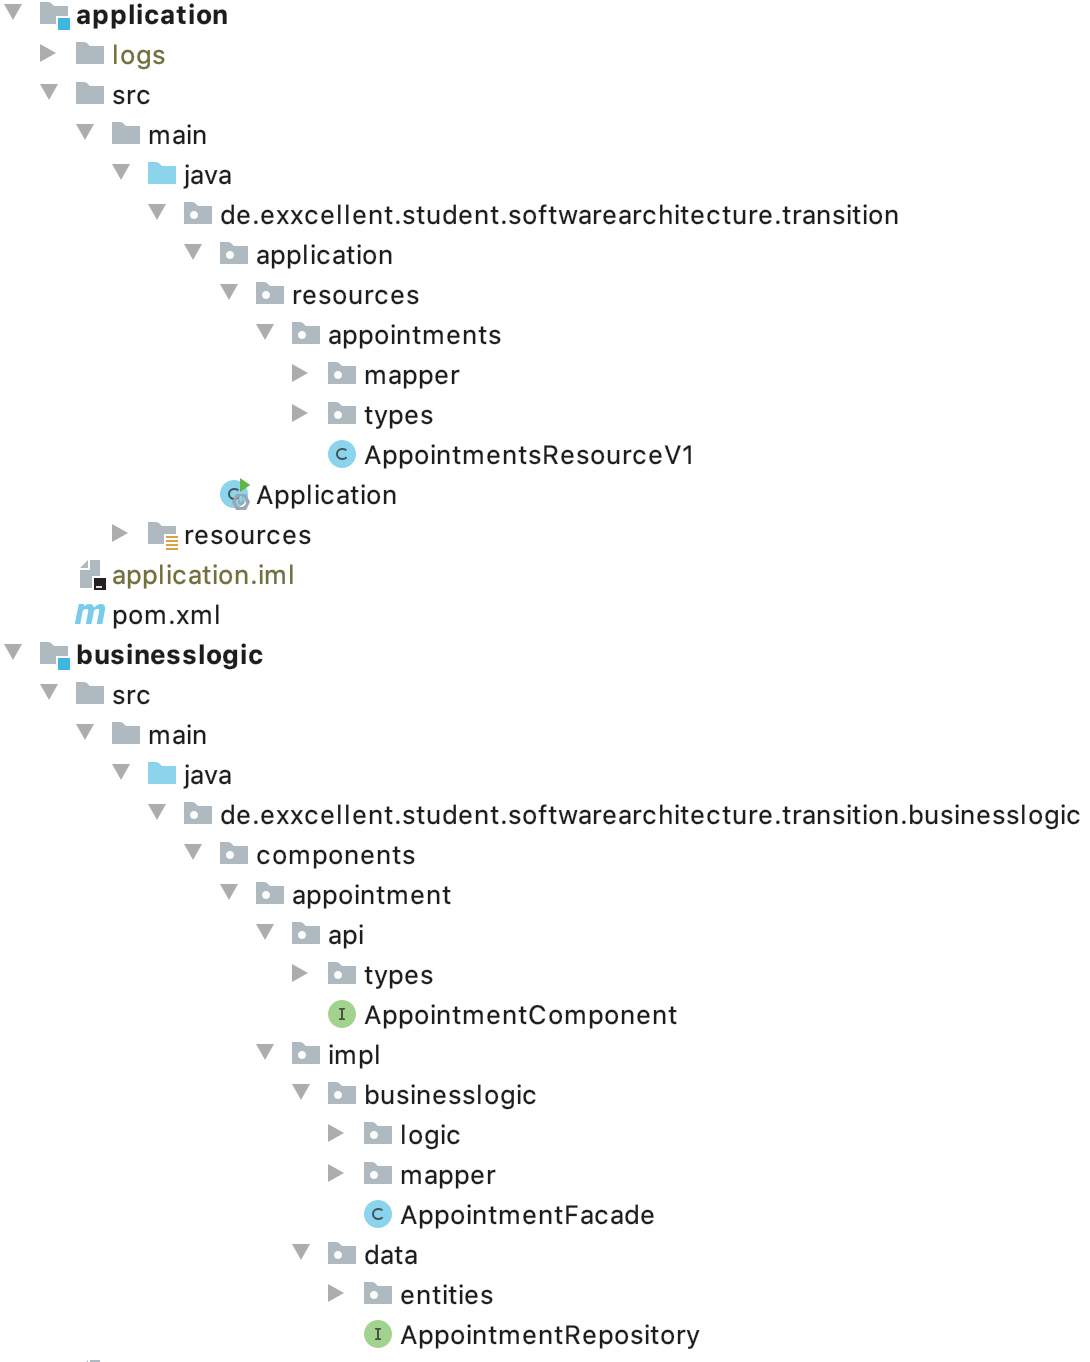 application
logs
src
main
java
de.exxcellent.student.softwarearchitecture.transition
application
resources
appointments
mapper
types
C AppointmentsResourceV1
C Application
resources
application.iml
m pom.xml
businesslogic
src
main
java
de.exxcellent.student.softwarearchitecture.transition.businesslogic
components
appointment
api
types
I AppointmentComponent
impl
businesslogic
logic
mapper
C AppointmentFacade
data
entities
I AppointmentRepository